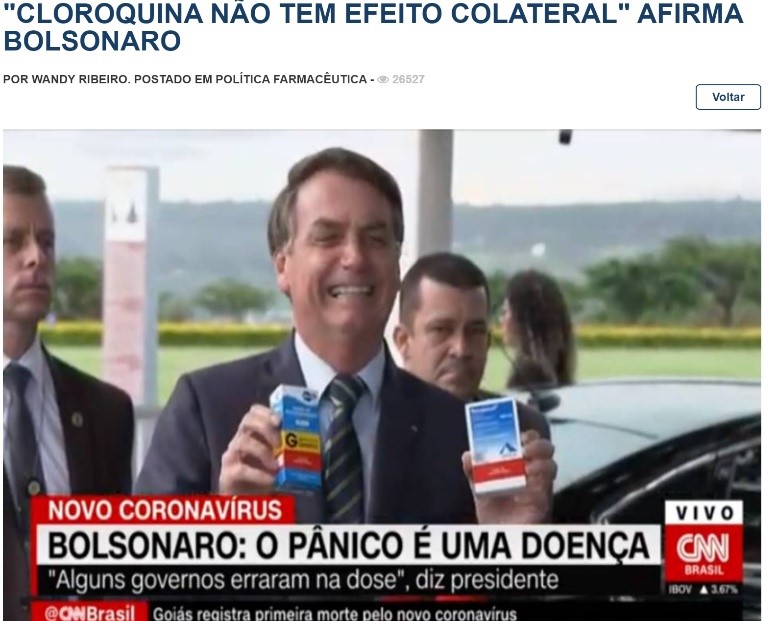 "CLOROQUINA NÃO TEM EFEITO COLATERAL" AFIRMA
BOLSONARO
POR WANDY RIBEIRO. POSTADO EM POLÍTICA FARMACÊUTICA - 26527
Voltar
G
NOVO CORONAVÍRUS
BOLSONARO: O PÂNICO É UMA DOENÇA
"Alguns governos erraram na dose", diz presidente
VIVO
CNN
BRASIL
IBOV ▲ 3.67%
@CNNBrasil Goiás registra primeira morte pelo novo coronavírus